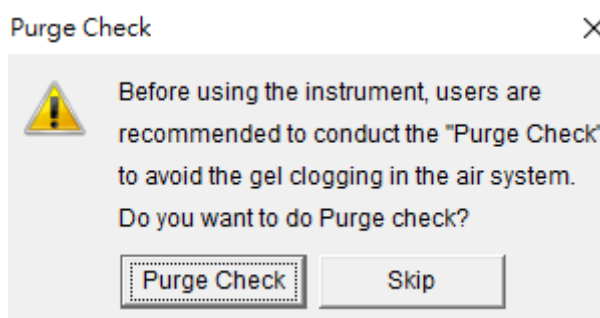 Purge Check
Before using the instrument, users are
recommended to conduct the "Purge Check"
to avoid the gel clogging in the air system.
Do you want to do Purge check?
Purge Check
Skip